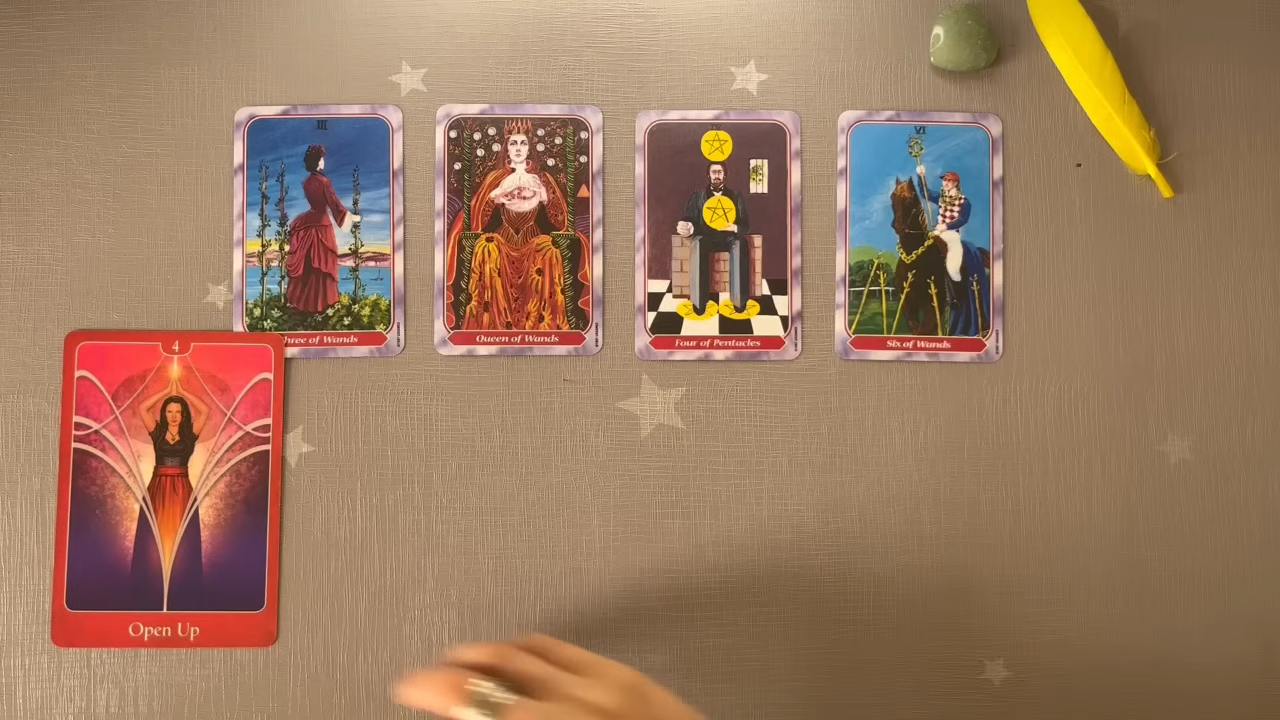 III
Three of Wands
Queen of Wands
Four of Pentacles
VI
Six of Wands
4
Open Up